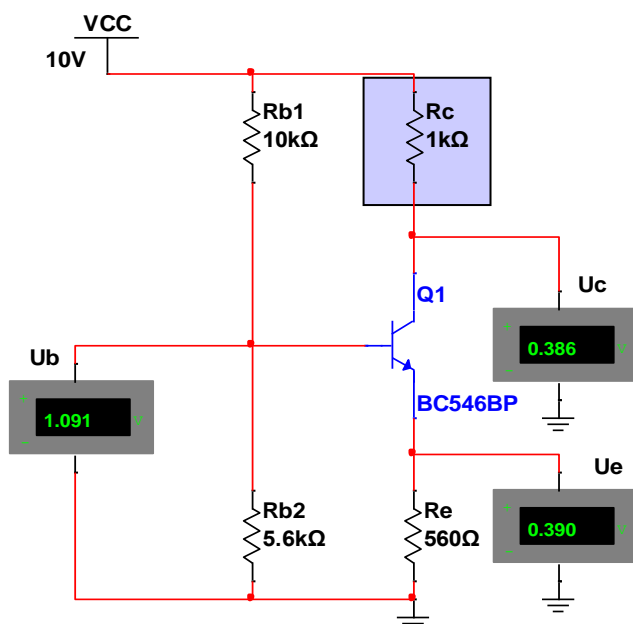 VCC
10V
Rb1
10kΩ
Rc
1kΩ
Q1
Uc
+
0.386 V
−
Ub
+
1.091 V
−
BC546BP
Ue
Rb2
5.6kΩ
Re
560Ω
+
0.390 V
−